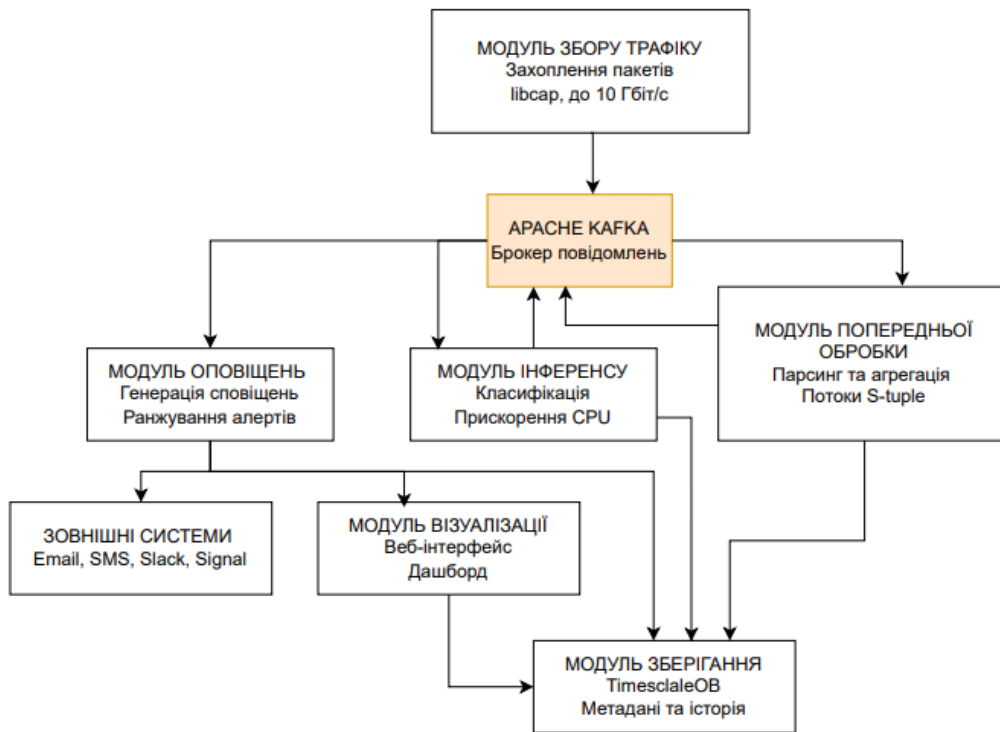 МОДУЛЬ ЗБОРУ ТРАФІКУ
Захоплення пакетів
libcap, до 10 Гбіт/с
APACHE KAFKA
Брокер повідомлень
МОДУЛЬ ОПОВІЩЕНЬ
Генерація сповіщень
Ранжування алертів
МОДУЛЬ ІНФЕРЕНСУ
Класифікація
Прискорення CPU
МОДУЛЬ ПОПЕРЕДНЬОЇ
ОБРОБКИ
Парсинг та агрегація
Потоки S-tuple
ЗОВНІШНІ СИСТЕМИ
Email, SMS, Slack, Signal
МОДУЛЬ ВІЗУАЛІЗАЦІЇ
Веб-інтерфейс
Дашборд
МОДУЛЬ ЗБЕРІГАННЯ
TimesclaleOB
Метадані та історія